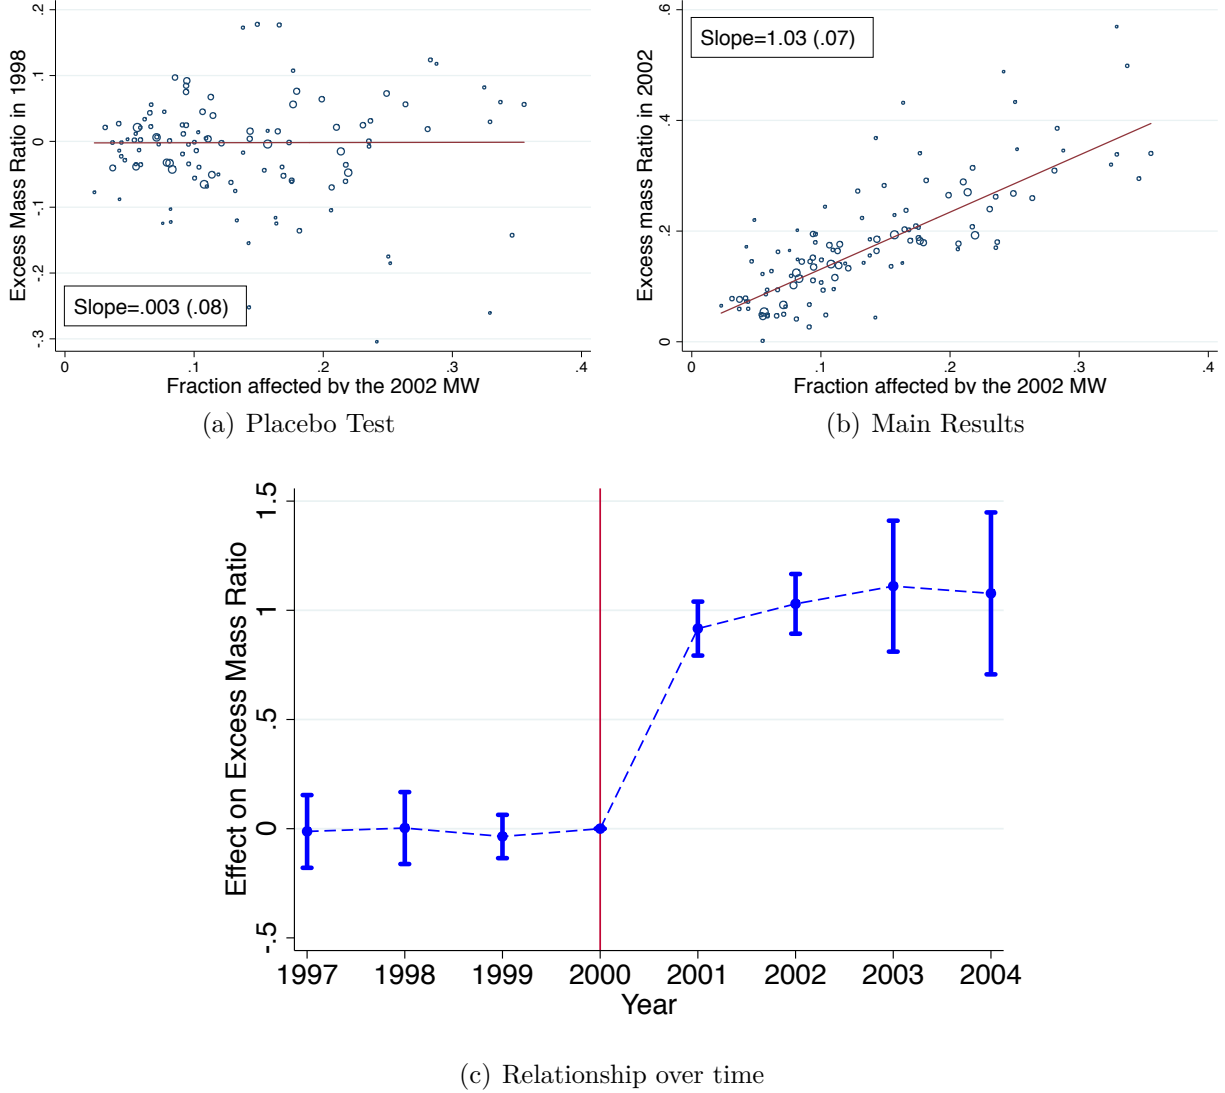 .2
.1
0
-.1
-.2
-.3
Excess Mass Ratio in 1998
Slope=.003 (.08)
0 .1 .2 .3 .4
Fraction affected by the 2002 MW
(a) Placebo Test
.6
.4
.2
0
Excess mass Ratio in 2002
Slope=1.03 (.07)
0 .1 .2 .3 .4
Fraction affected by the 2002 MW
(b) Main Results
1.5
1
.5
0
-.5
Effect on Excess Mass Ratio
1997 1998 1999 2000 2001 2002 2003 2004
Year
(c) Relationship over time